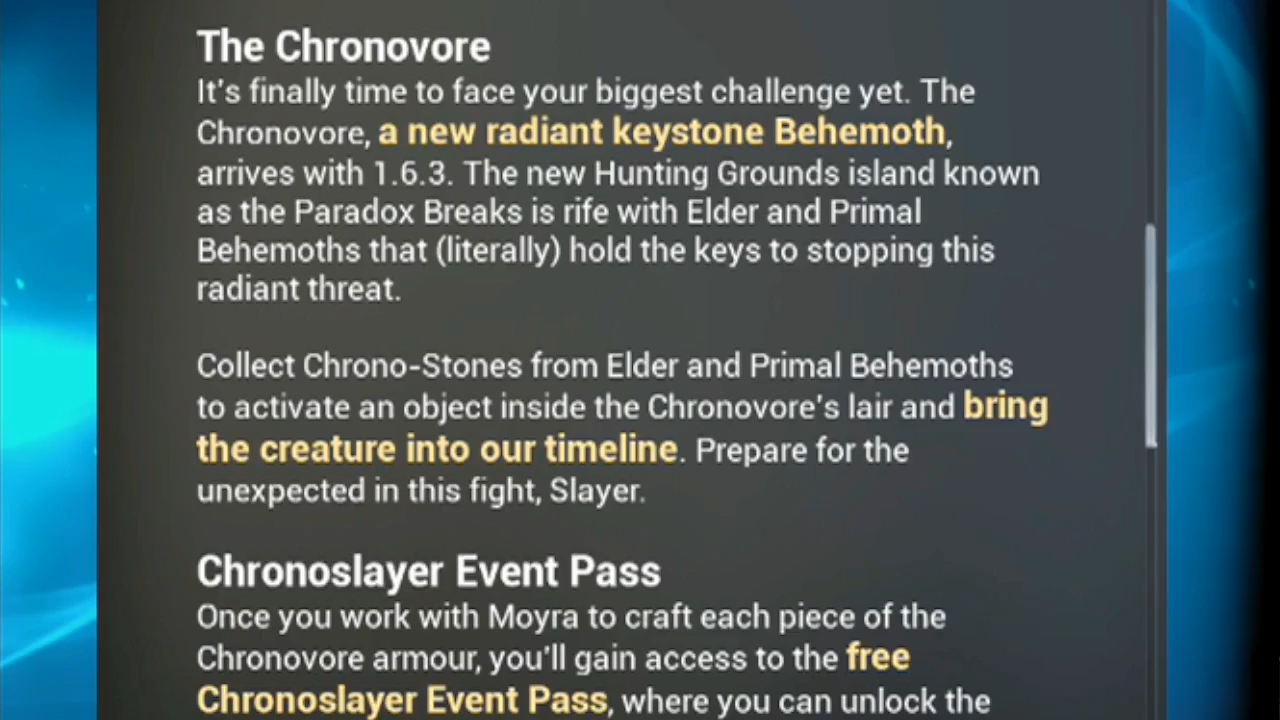 The Chronovore
It's finally time to face your biggest challenge yet. The
Chronovore, a new radiant keystone Behemoth,
arrives with 1.6.3. The new Hunting Grounds island known
as the Paradox Breaks is rife with Elder and Primal
Behemoths that (literally) hold the keys to stopping this
radiant threat.
Collect Chrono-Stones from Elder and Primal Behemoths
to activate an object inside the Chronovore's lair and bring
the creature into our timeline. Prepare for the
unexpected in this fight, Slayer.
Chronoslayer Event Pass
Once you work with Moyra to craft each piece of the
Chronovore armour, you'll gain access to the free
Chronoslayer Event Pass, where you can unlock the